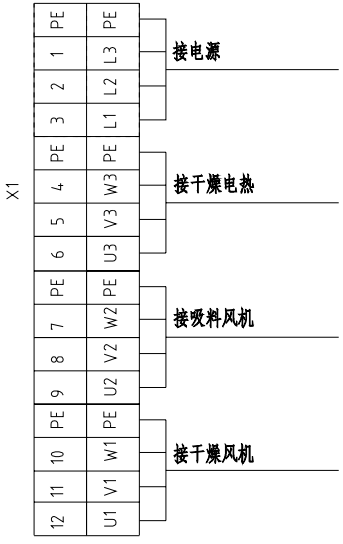 X1
PE PE
1 L3
2 L2
3 L1
接电源
PE PE
4 W3
5 V3
6 U3
接干燥电热
PE PE
7 W2
8 V2
9 U2
接吸料风机
PE PE
10 W1
11 V1
12 U1
接干燥风机